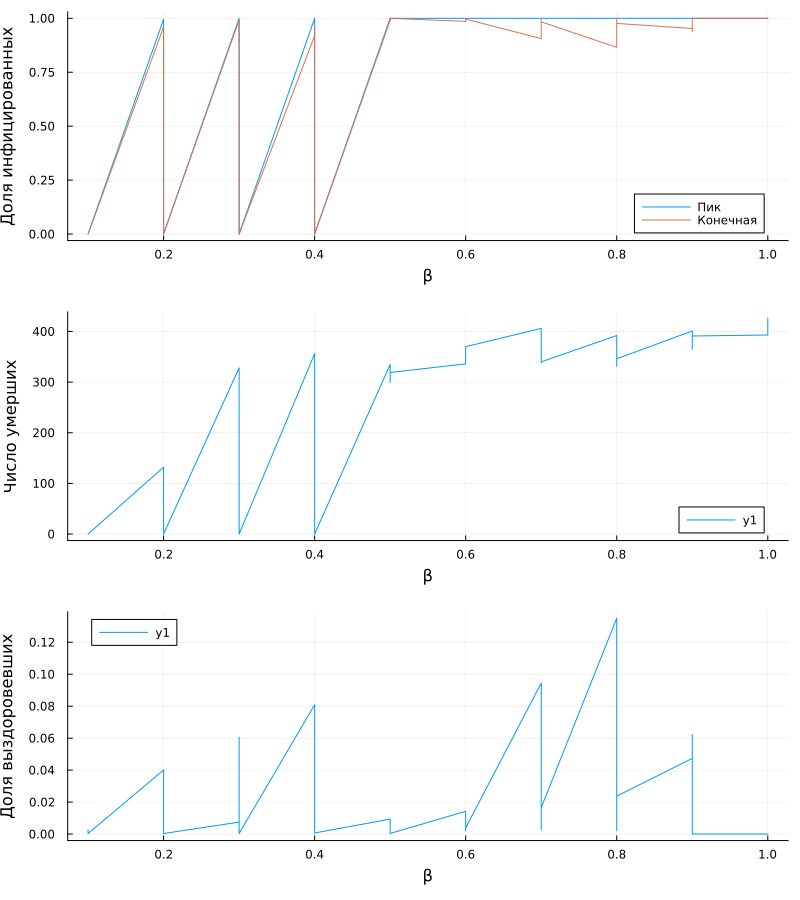 Доля инфицированных
1.00
0.75
0.50
0.25
0.00
Пик
Конечная
0.2 0.4 0.6 0.8 1.0
β
Число умерших
400
300
200
100
0
y1
0.2 0.4 0.6 0.8 1.0
β
Доля выздоровевших
y1
0.12
0.10
0.08
0.06
0.04
0.02
0.00
0.2 0.4 0.6 0.8 1.0
β